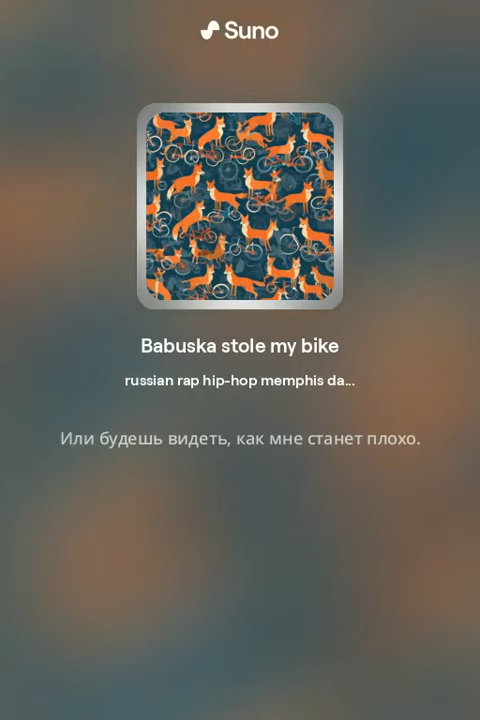 Suno
Babuska stole my bike
russian rap hip-hop memphis da...
Или будешь видеть, как мне станет плохо.